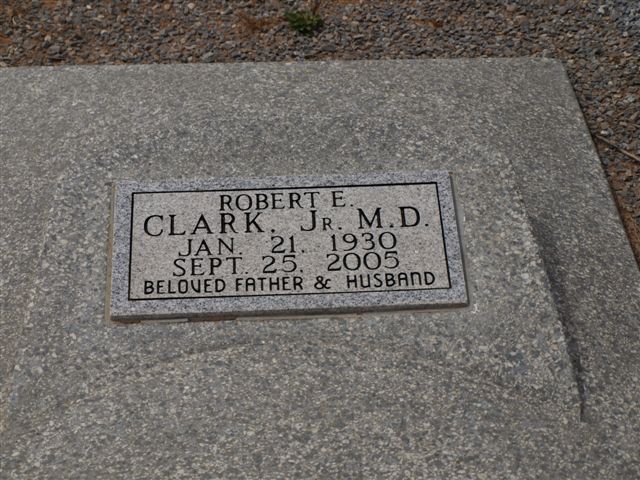 ROBERT E.
CLARK, JR. M.D.
JAN. 21, 1930
SEPT. 25, 2005
BELOVED FATHER & HUSBAND